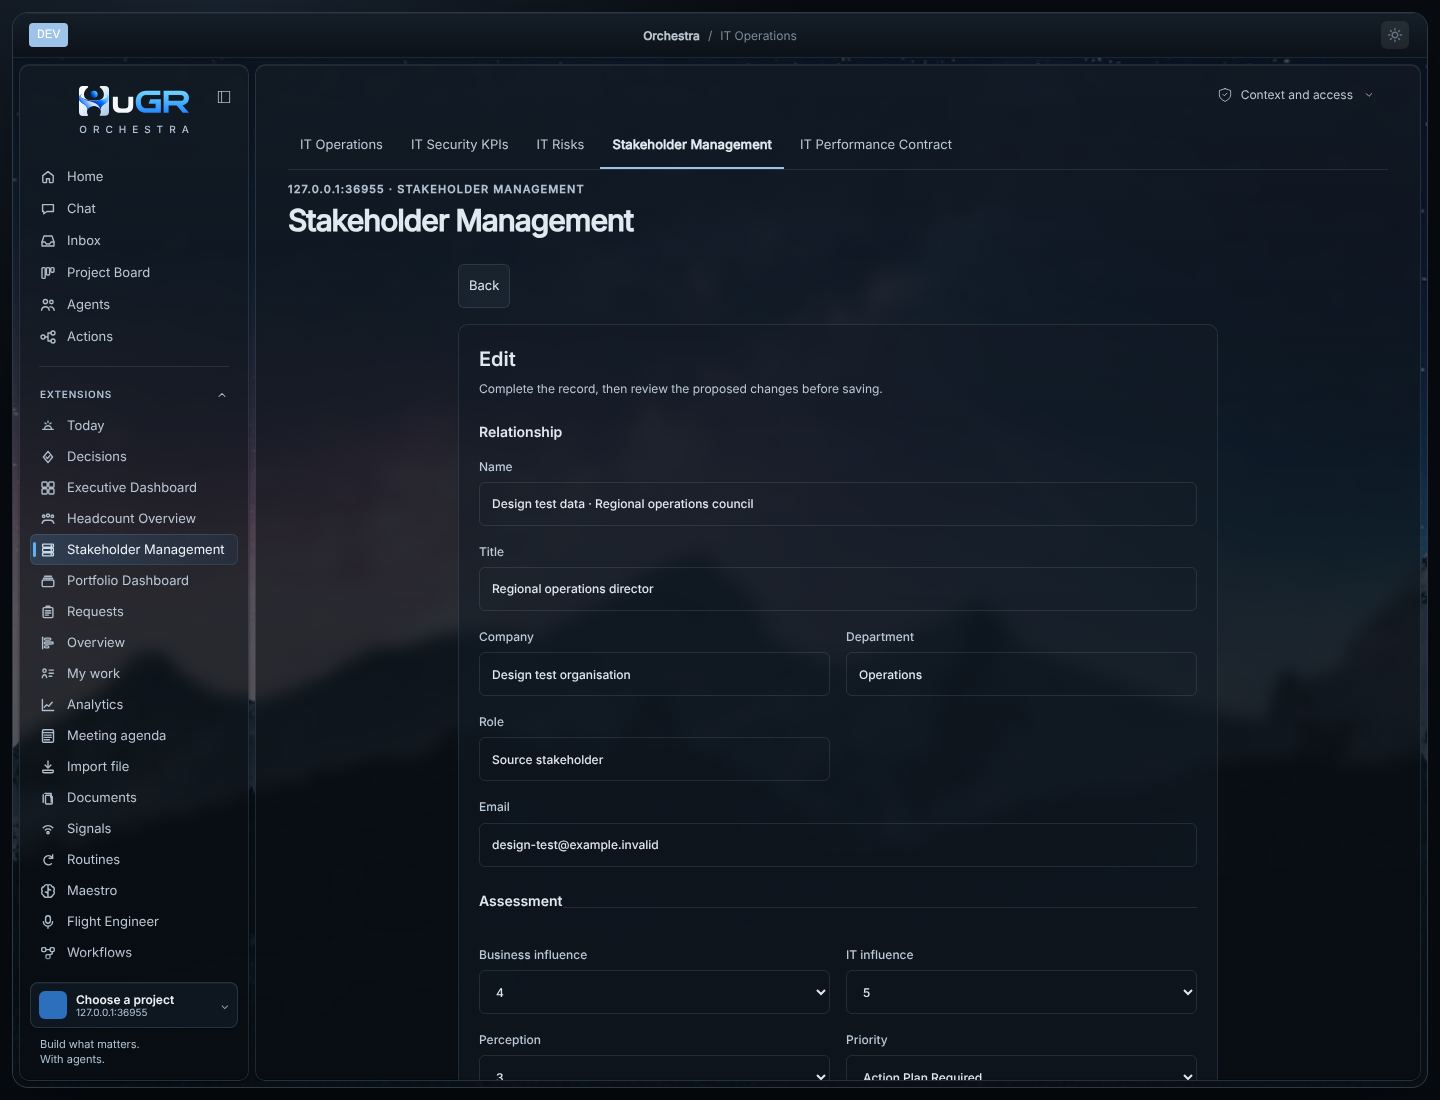 DEV
Orchestra / IT Operations
HuGR
ORCHESTRA
Context and access
Home
Chat
Inbox
Project Board
Agents
Actions
EXTENSIONS
Today
Decisions
Executive Dashboard
Headcount Overview
Stakeholder Management
Portfolio Dashboard
Requests
Overview
My work
Analytics
Meeting agenda
Import file
Documents
Signals
Routines
Maestro
Flight Engineer
Workflows
Choose a project
127.0.0.1:36955
Build what matters.
With agents.
IT Operations IT Security KPIs IT Risks Stakeholder Management IT Performance Contract
127.0.0.1:36955 · STAKEHOLDER MANAGEMENT
Stakeholder Management
Back
Edit
Complete the record, then review the proposed changes before saving.
Relationship
Name
Design test data · Regional operations council
Title
Regional operations director
Company Department
Design test organisation Operations
Role
Source stakeholder
Email
design-test@example.invalid
Assessment
Business influence IT influence
4 5
Perception Priority
3 Action Plan Required